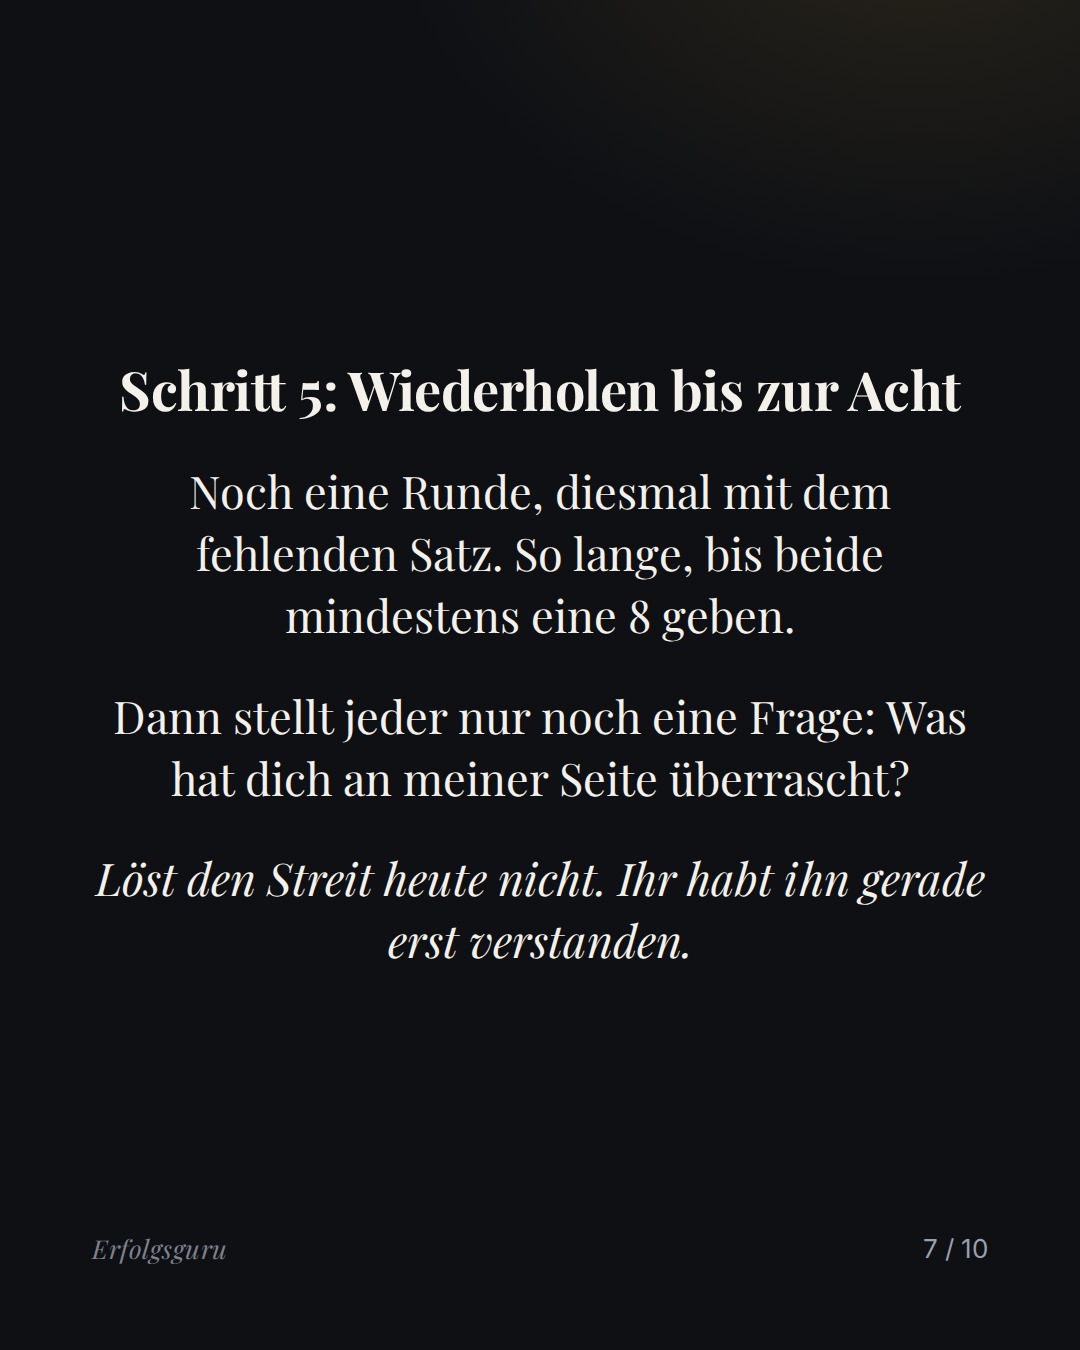 Schritt 5: Wiederholen bis zur Acht
Noch eine Runde, diesmal mit dem
fehlenden Satz. So lange, bis beide
mindestens eine 8 geben.
Dann stellt jeder nur noch eine Frage: Was
hat dich an meiner Seite überrascht?
Löst den Streit heute nicht. Ihr habt ihn gerade
erst verstanden.
Erfolgsguru
7 / 10